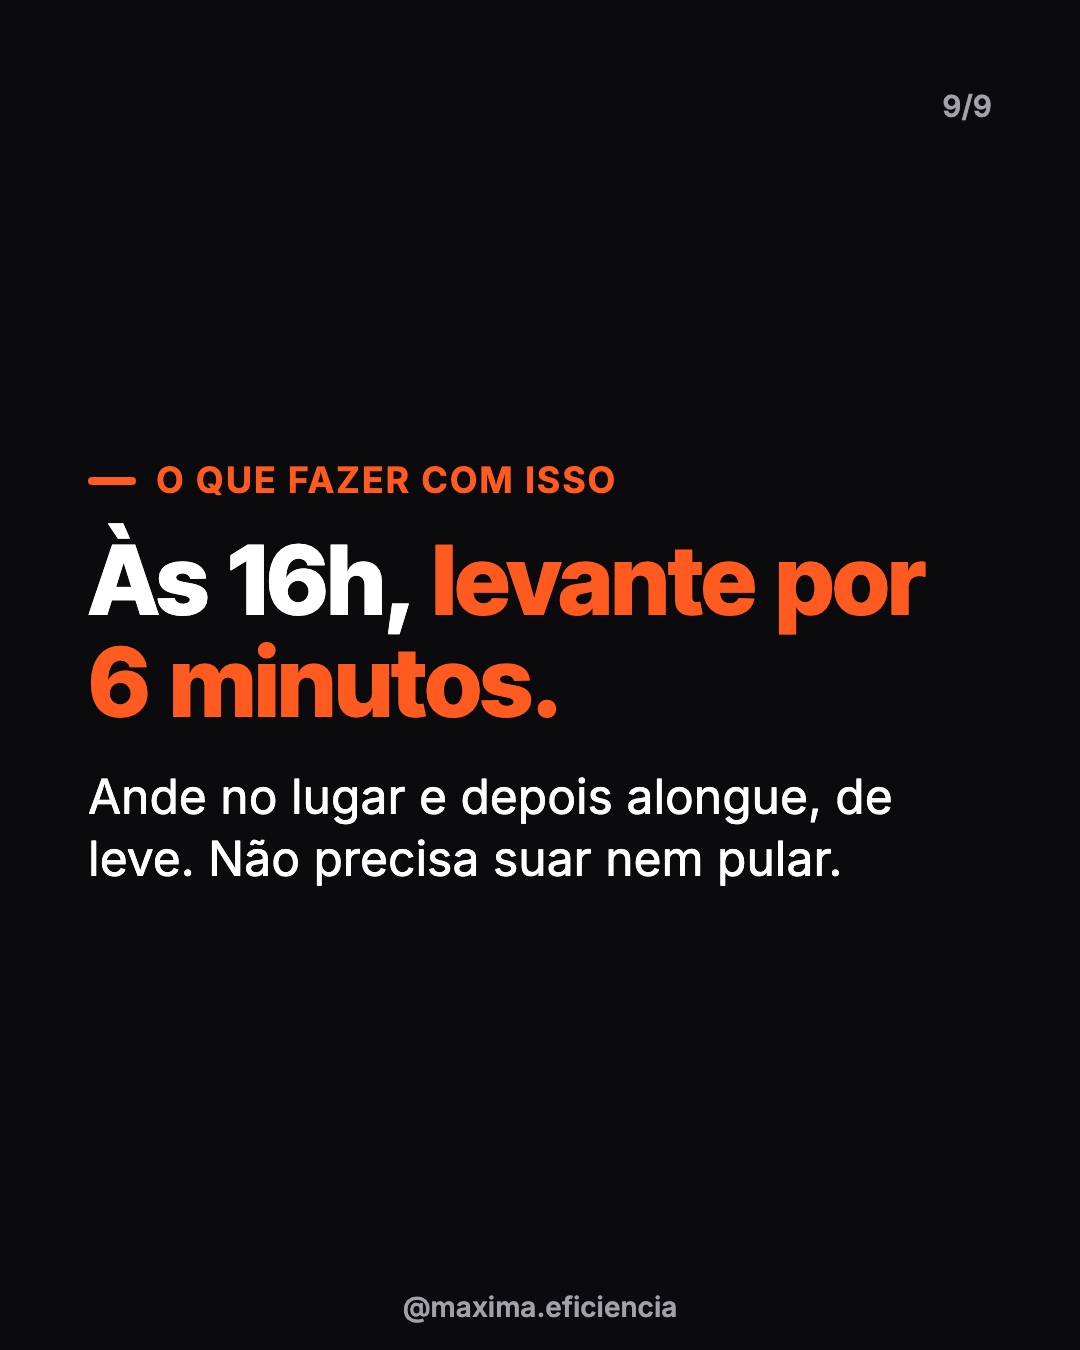 9/9
O QUE FAZER COM ISSO
Às 16h, levante por
6 minutos.
Ande no lugar e depois alongue, de
leve. Não precisa suar nem pular.
@maxima.eficiencia